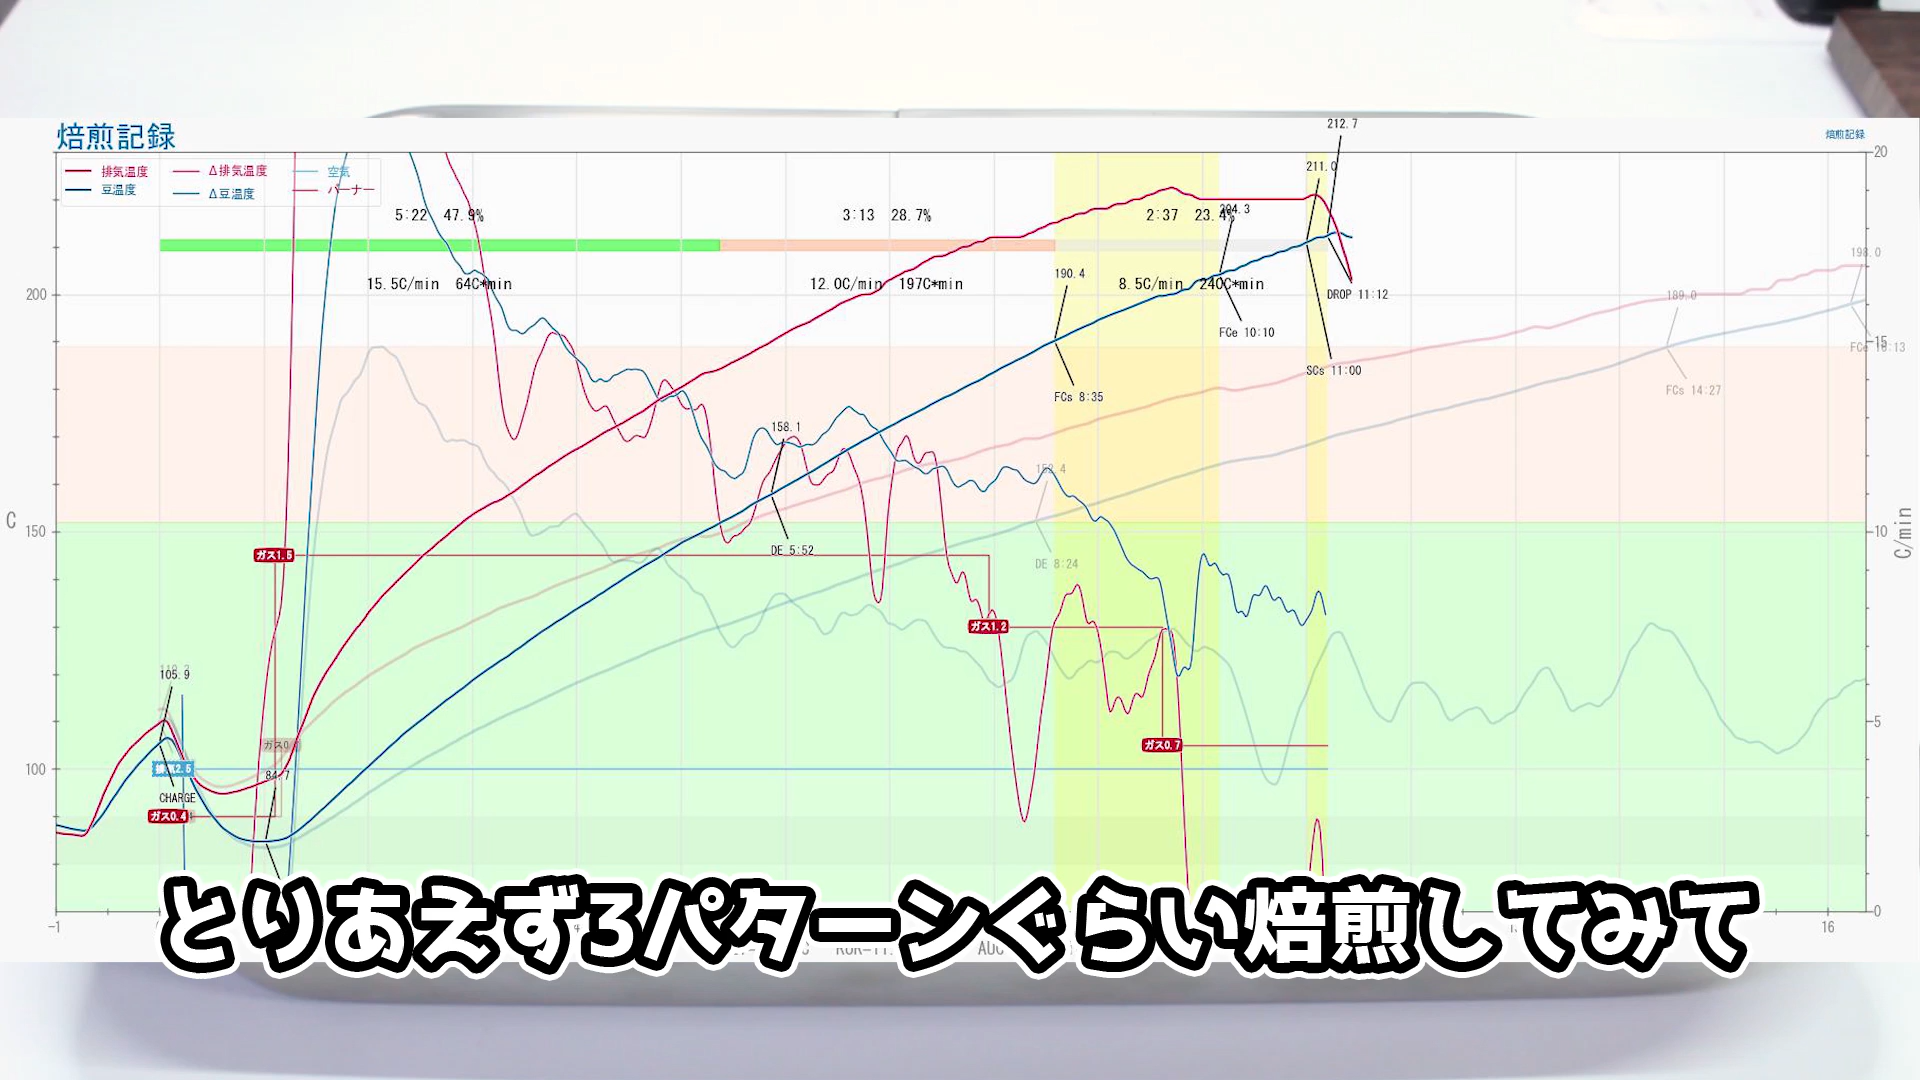 焙煎記録
焙煎記録
排気温度 Δ排気温度 空気
豆温度 Δ豆温度 バーナー
5:22 47.9%
3:13 28.7%
2:37 23.4%
15.5C/min 64C*min
12.0C/min 197C*min
8.5C/min 240C*min
212.7
211.0
204.3
190.4
198.0
189.0
DROP 11:12
FCe 10:10
SCs 11:00
FCs 8:35
FCs 14:27
158.1
DE 5:52
DE 8:24
ガス1.5
ガス1.2
ガス0.7
105.9
84.7
CHARGE
ガス0.4
20
15
10
5
0
C/min
200
150
100
C
-1
16
とりあえず3パターンぐらい焙煎してみて